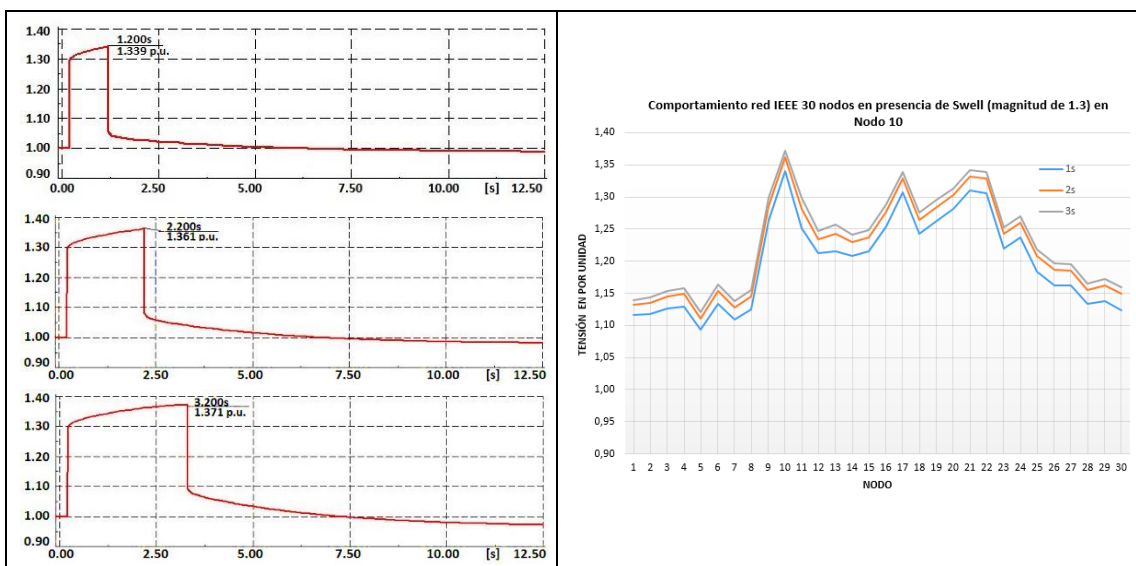 1.40
1.30
1.20
1.10
1.00
0.90
1.200s
1.339 p.u.
0.00 2.50 5.00 7.50 10.00 [s] 12.50
1.40
1.30
1.20
1.10
1.00
0.90
2.200s
1.361 p.u.
0.00 2.50 5.00 7.50 10.00 [s] 12.50
1.40
1.30
1.20
1.10
1.00
0.90
3.200s
1.371 p.u.
0.00 2.50 5.00 7.50 10.00 [s] 12.50
Comportamiento red IEEE 30 nodos en presencia de Swell (magnitud de 1.3) en
Nodo 10
TENSIÓN EN POR UNIDAD
1,40
1,35
1,30
1,25
1,20
1,15
1,10
1,05
1,00
0,95
0,90
1s
2s
3s
1 2 3 4 5 6 7 8 9 10 11 12 13 14 15 16 17 18 19 20 21 22 23 24 25 26 27 28 29 30
NODO